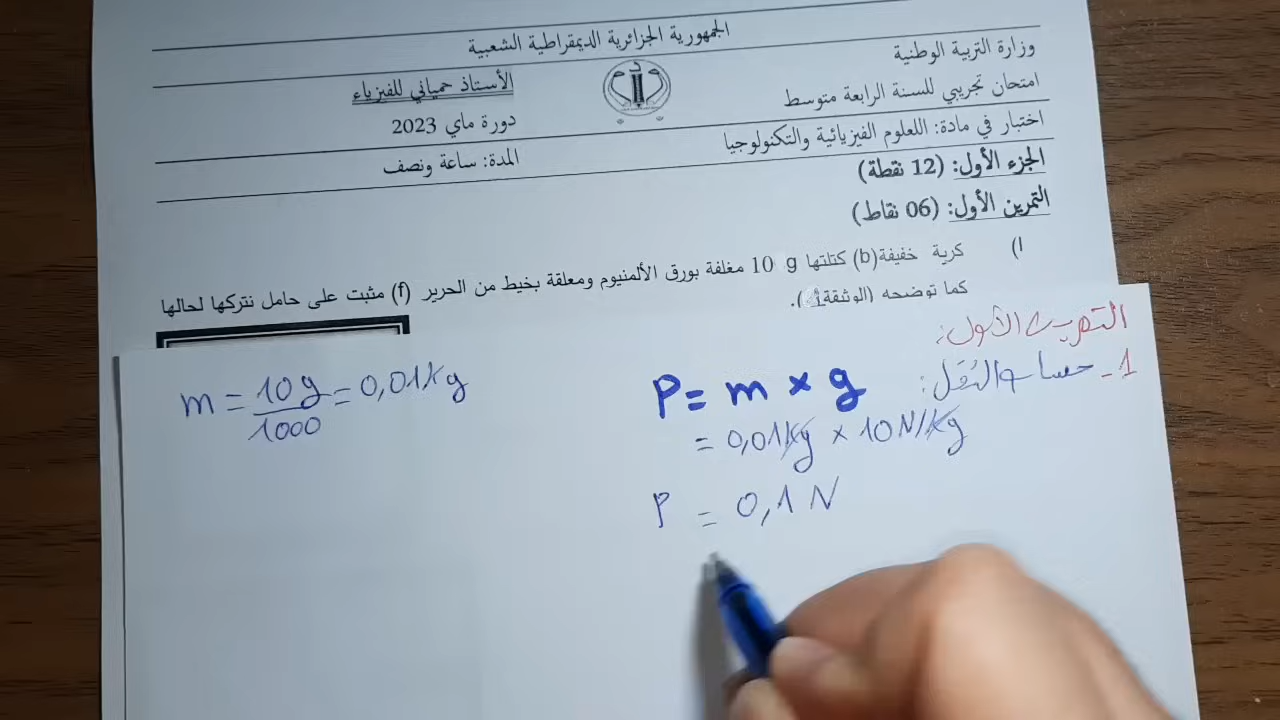 الجمهورية الجزائرية الديمقراطية الشعبية
وزارة التربية الوطنية
الأستاذ حمياني للفيزياء
امتحان تجريبي للسنة الرابعة متوسط
دورة ماي 2023
اختبار في مادة: اللعلوم الفيزيائية والتكنولوجيا
المدة: ساعة ونصف
الجزء الأول: (12 نقطة)
التمرين الأول: (06 نقاط)
I) كرية خفيفة(b) كتلتها 10 g مغلفة بورق الألمنيوم ومعلقة بخيط من الحرير (f) مثبت على حامل نتركها لحالها
كما توضحه (الوثيقة1).
التمرين الأول:
1- حساب الثقل:
P = m × g
= 0,01kg × 10N/kg
P = 0,1 N
m = 10g/1000 = 0,01kg